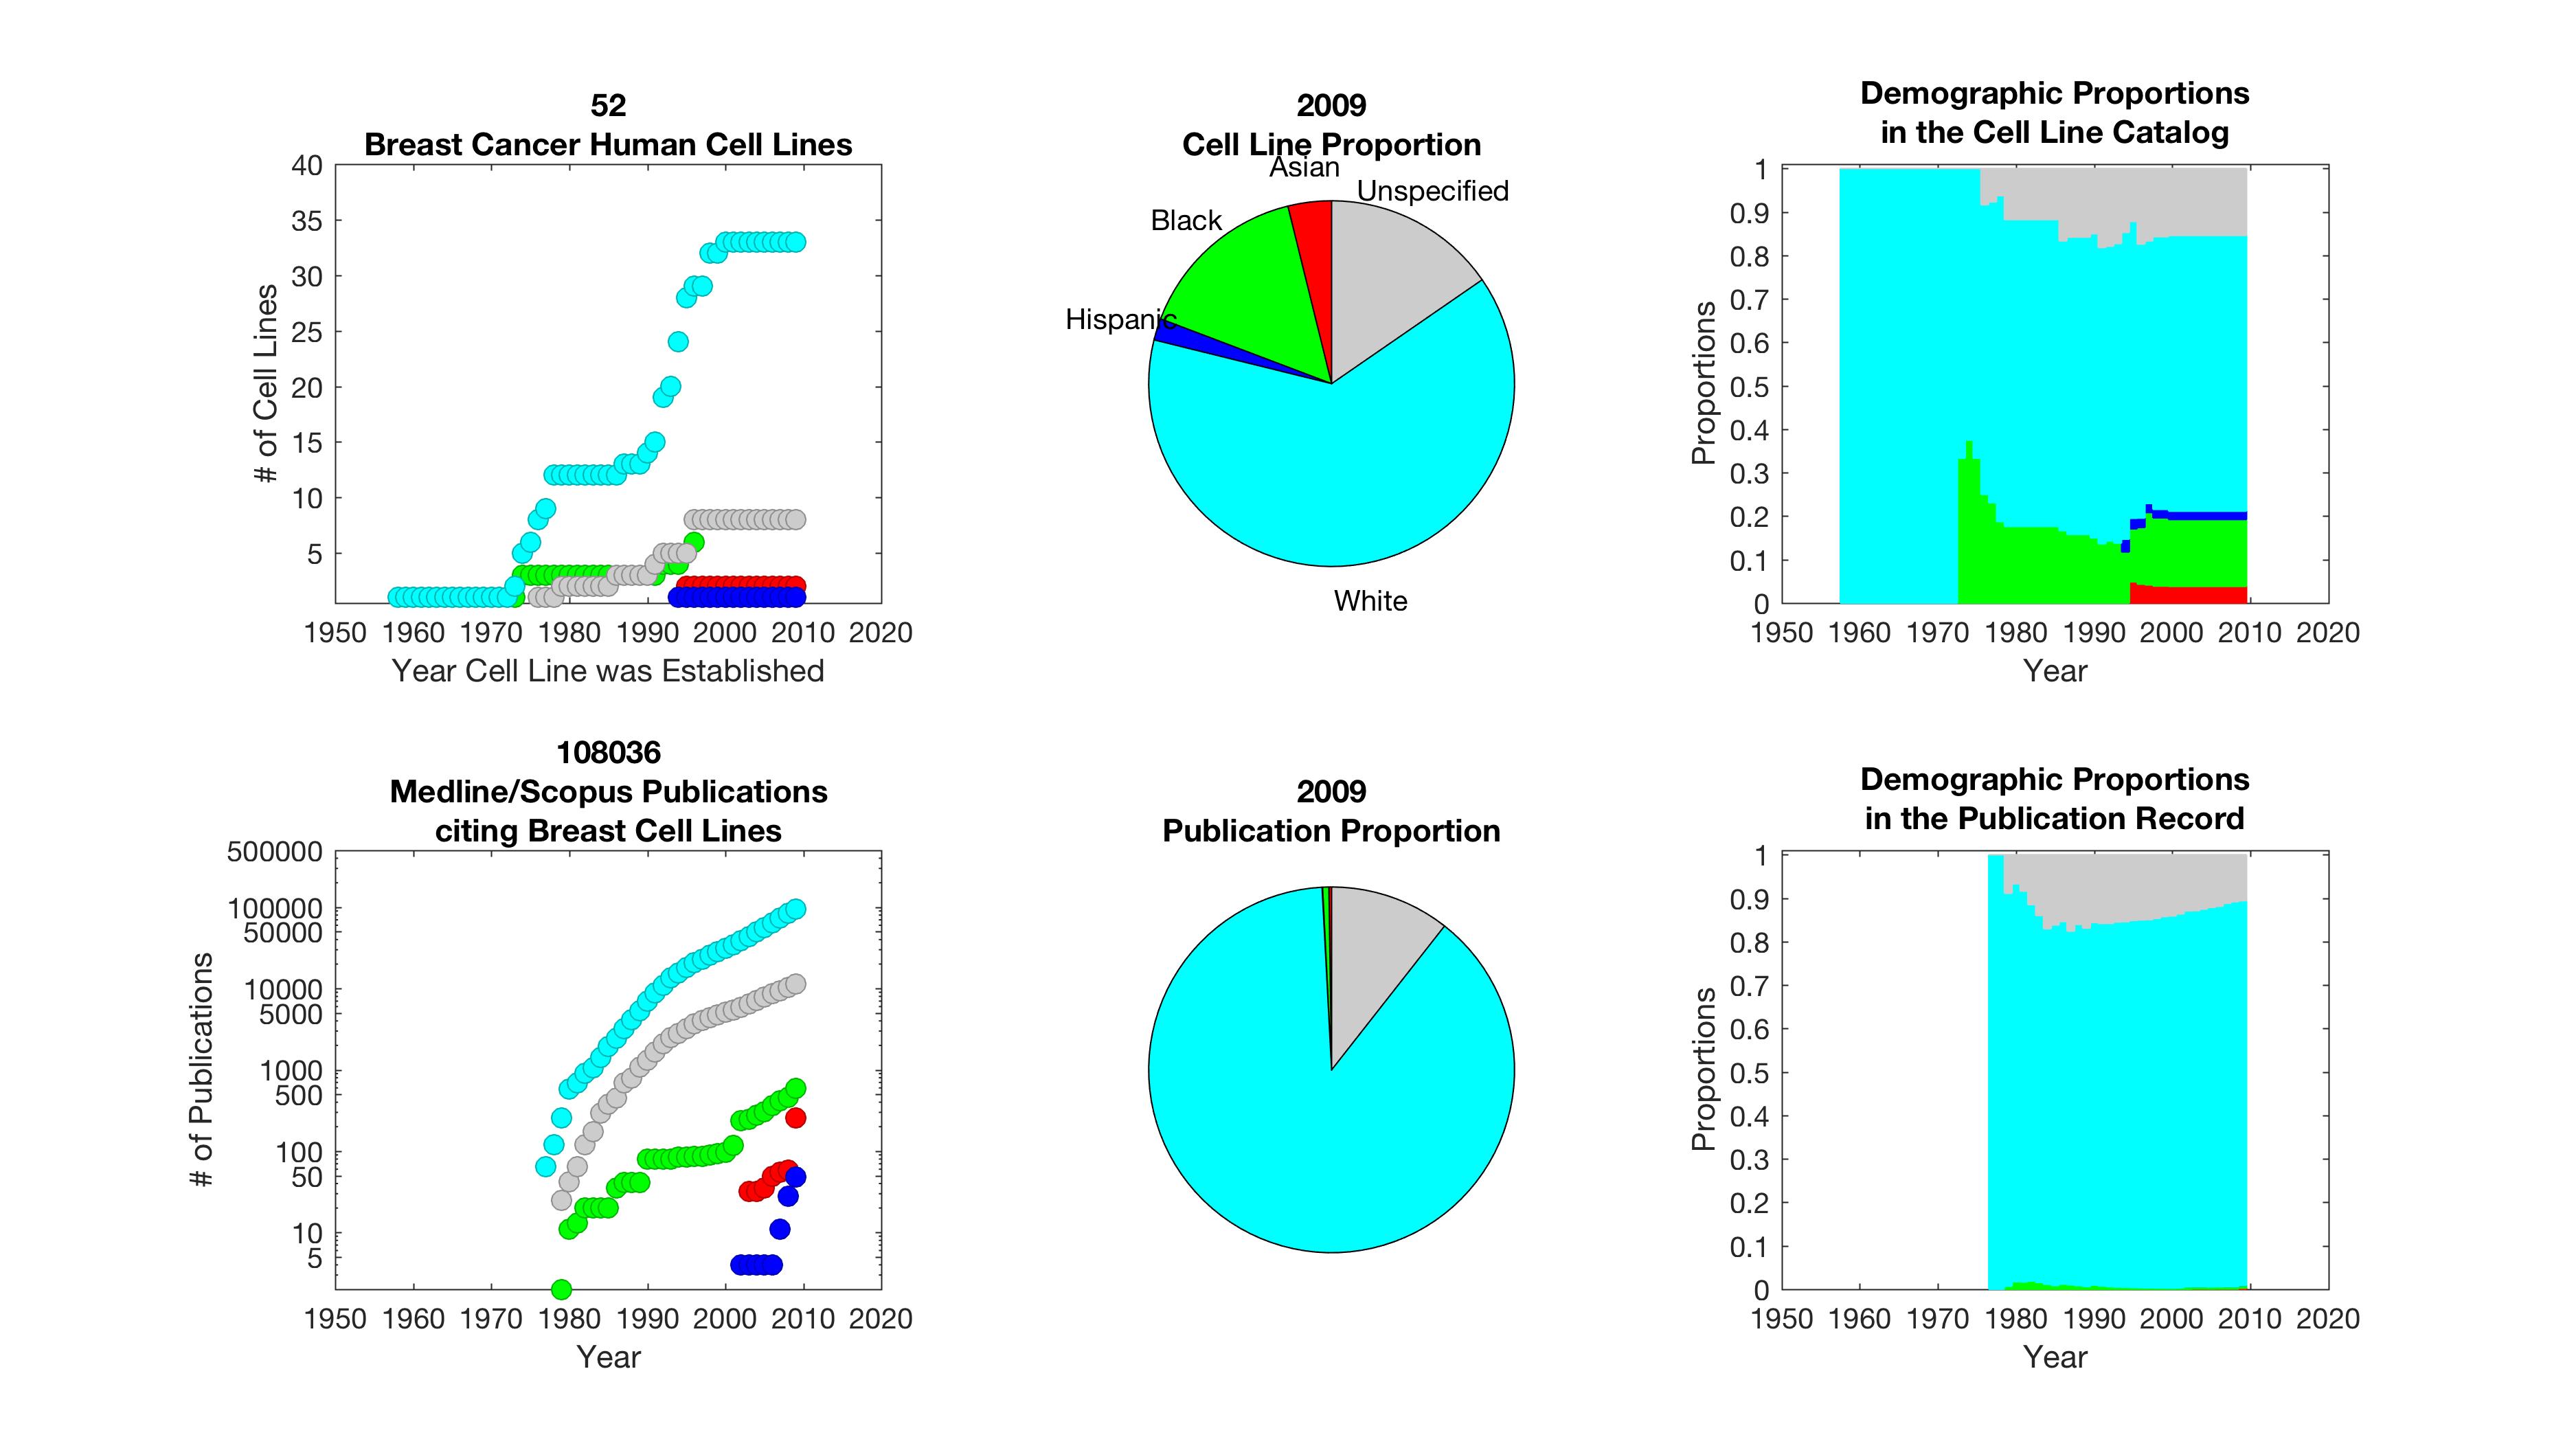 52
Breast Cancer Human Cell Lines
40
35
30
25
20
15
10
5
# of Cell Lines
1950 1960 1970 1980 1990 2000 2010 2020
Year Cell Line was Established
2009
Cell Line Proportion
Asian
Unspecified
Black
Hispanic
White
Demographic Proportions
in the Cell Line Catalog
1
0.9
0.8
0.7
0.6
0.5
0.4
0.3
0.2
0.1
0
Proportions
1950 1960 1970 1980 1990 2000 2010 2020
Year
108036
Medline/Scopus Publications
citing Breast Cell Lines
500000
100000
50000
10000
5000
1000
500
100
50
10
5
# of Publications
1950 1960 1970 1980 1990 2000 2010 2020
Year
2009
Publication Proportion
Demographic Proportions
in the Publication Record
1
0.9
0.8
0.7
0.6
0.5
0.4
0.3
0.2
0.1
0
Proportions
1950 1960 1970 1980 1990 2000 2010 2020
Year